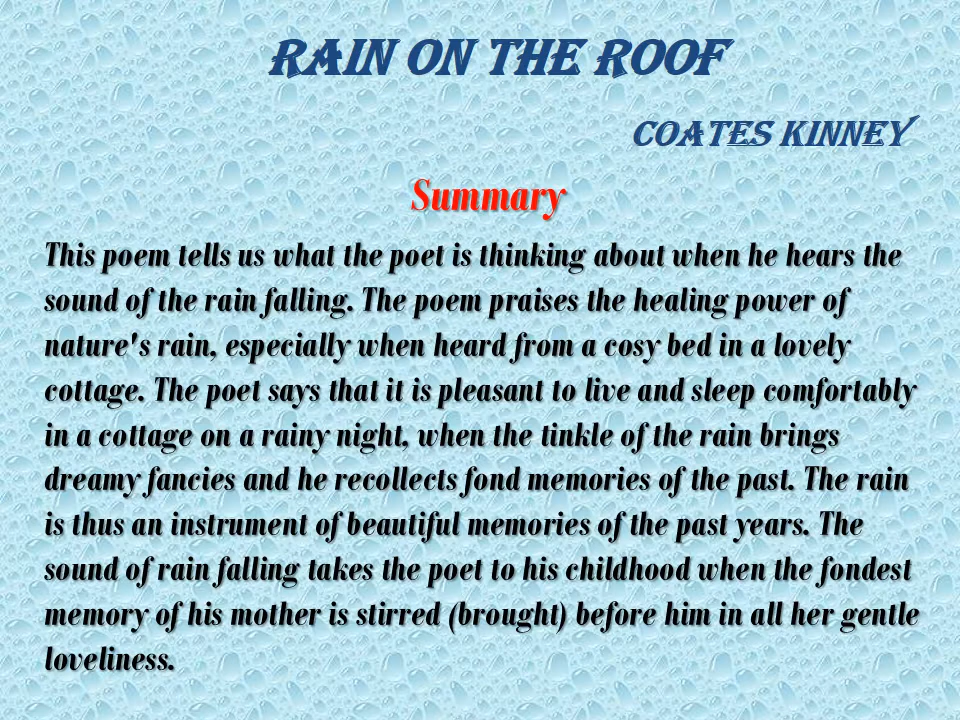 RAIN ON THE ROOF
COATES KINNEY
Summary
This poem tells us what the poet is thinking about when he hears the
sound of the rain falling. The poem praises the healing power of
nature's rain, especially when heard from a cosy bed in a lovely
cottage. The poet says that it is pleasant to live and sleep comfortably
in a cottage on a rainy night, when the tinkle of the rain brings
dreamy fancies and he recollects fond memories of the past. The rain
is thus an instrument of beautiful memories of the past years. The
sound of rain falling takes the poet to his childhood when the fondest
memory of his mother is stirred (brought) before him in all her gentle
loveliness.